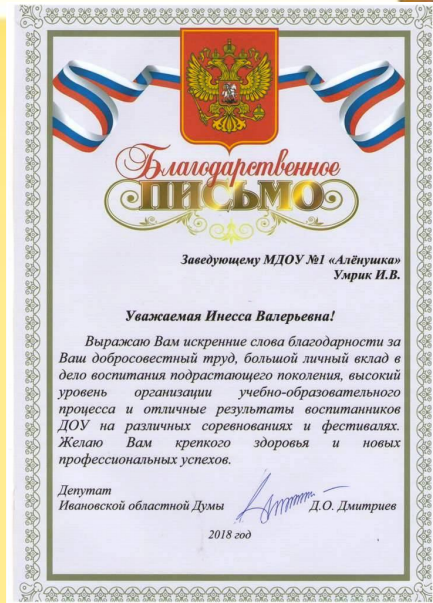 Благодарственное
ПИСЬМО
Заведующему МДОУ №1 «Алёнушка»
Умрик И.В.
Уважаемая Инесса Валерьевна!
Выражаю Вам искренние слова благодарности за
Ваш добросовестный труд, большой личный вклад в
дело воспитания подрастающего поколения, высокий
уровень организации учебно-образовательного
процесса и отличные результаты воспитанников
ДОУ на различных соревнованиях и фестивалях.
Желаю Вам крепкого здоровья и новых
профессиональных успехов.
Депутат
Ивановской областной Думы Д.О. Дмитриев
2018 год